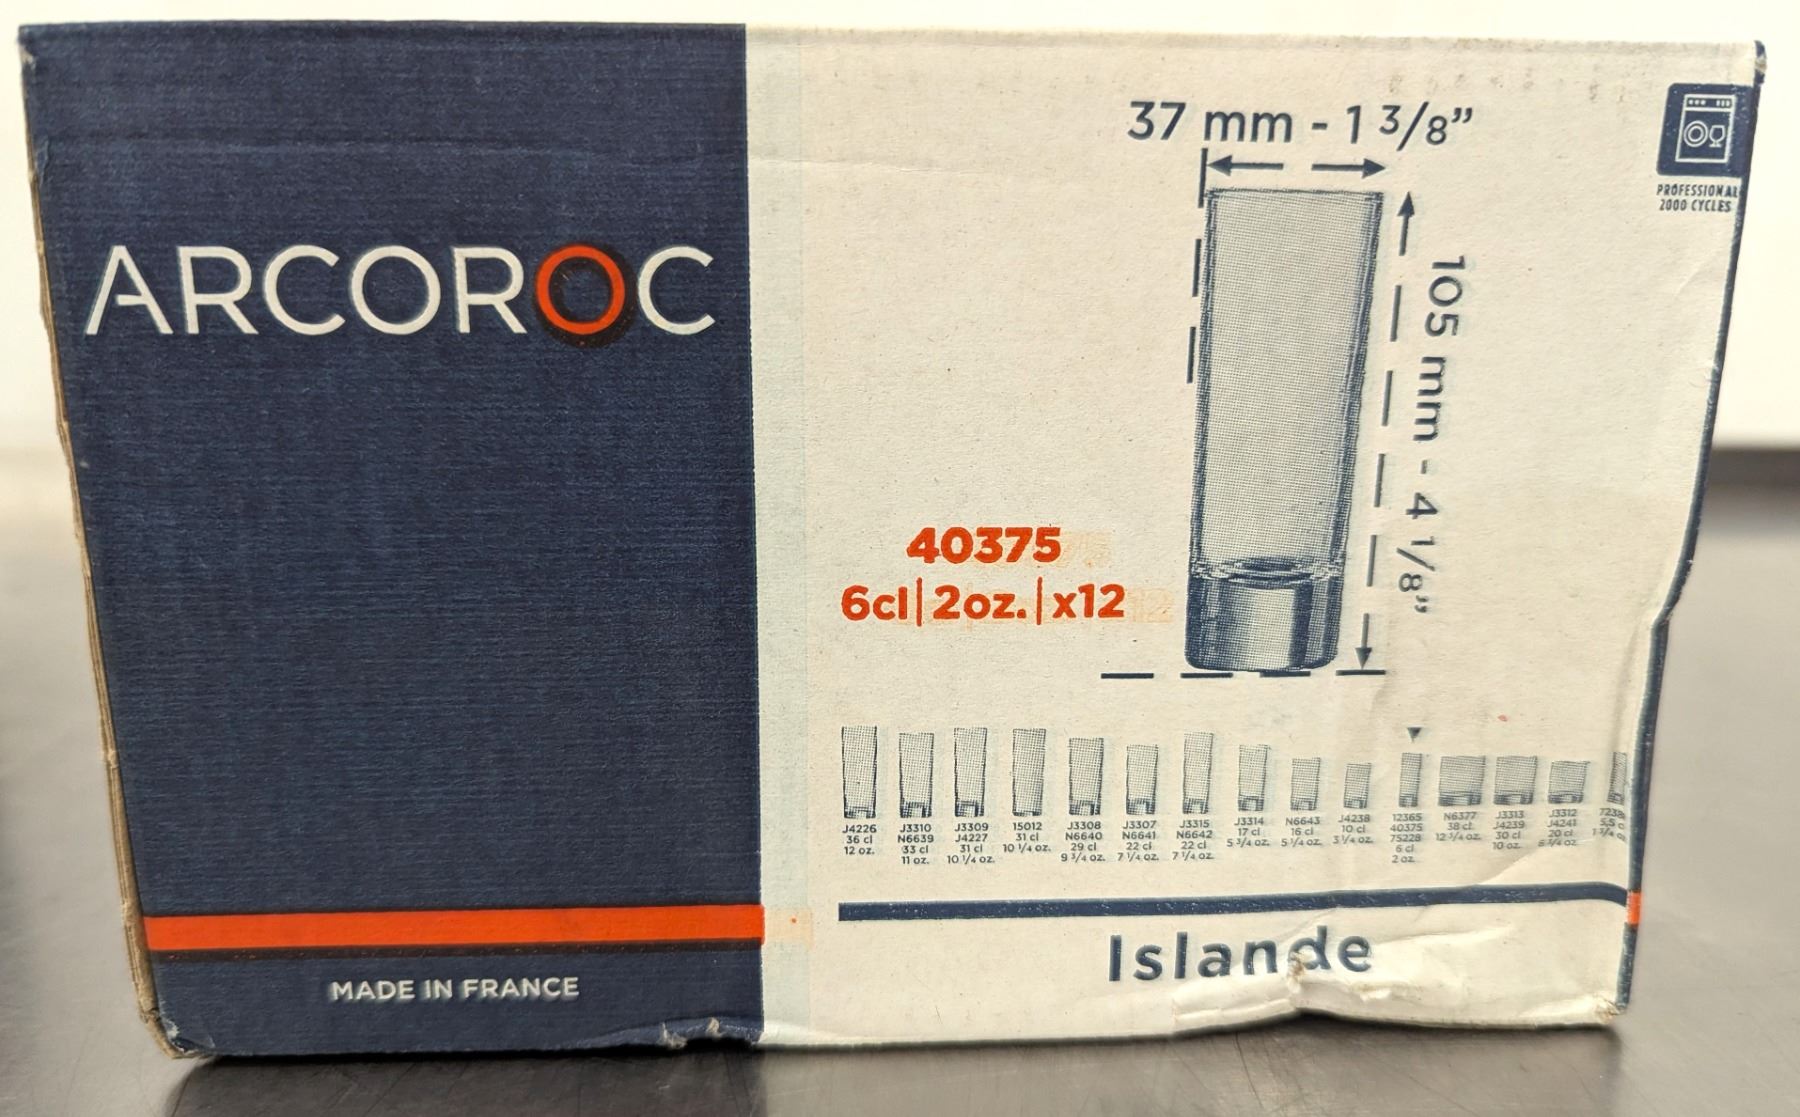 ARCOROC
MADE IN FRANCE
37 mm - 1 3/8”
105 mm - 4 1/8”
PROFESSIONAL
2000 CYCLES
40375
6cl|2oz.|x12
J4226
36 cl
12 oz.
J3310
N6639
33 cl
11 oz.
J3309
J4227
31 cl
10 1/4 oz.
15012
31 cl
10 1/4 oz.
J3308
N6640
29 cl
9 3/4 oz.
J3307
N6641
22 cl
7 1/4 oz.
J3315
N6642
22 cl
7 1/4 oz.
J3314
17 cl
5 3/4 oz.
N6643
16 cl
5 1/4 oz.
J4238
10 cl
3 1/4 oz.
12365
40375
75228
6 cl
2 oz.
N6377
38 cl
12 3/4 oz.
J3313
J4239
30 cl
10 oz.
J3312
J4241
20 cl
Islande